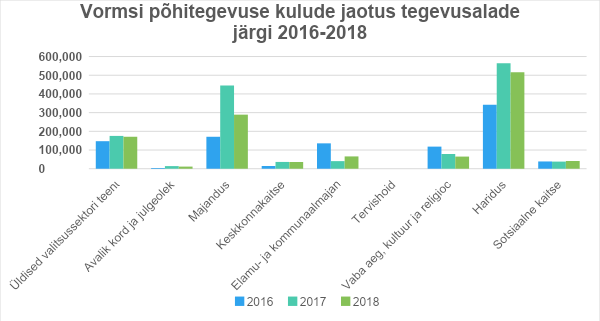 Vormsi põhitegevuse kulude jaotus tegevusalade
järgi 2016-2018
600,000
500,000
400,000
300,000
200,000
100,000
0
Üldised valitsussektori teent
Avalik kord ja julgeolek
Majandus
Keskkonnakaitse
Elamu- ja kommunaalmajan
Tervishoid
Vaba aeg, kultuur ja religioc
Haridus
Sotsiaalne kaitse
2016 2017 2018